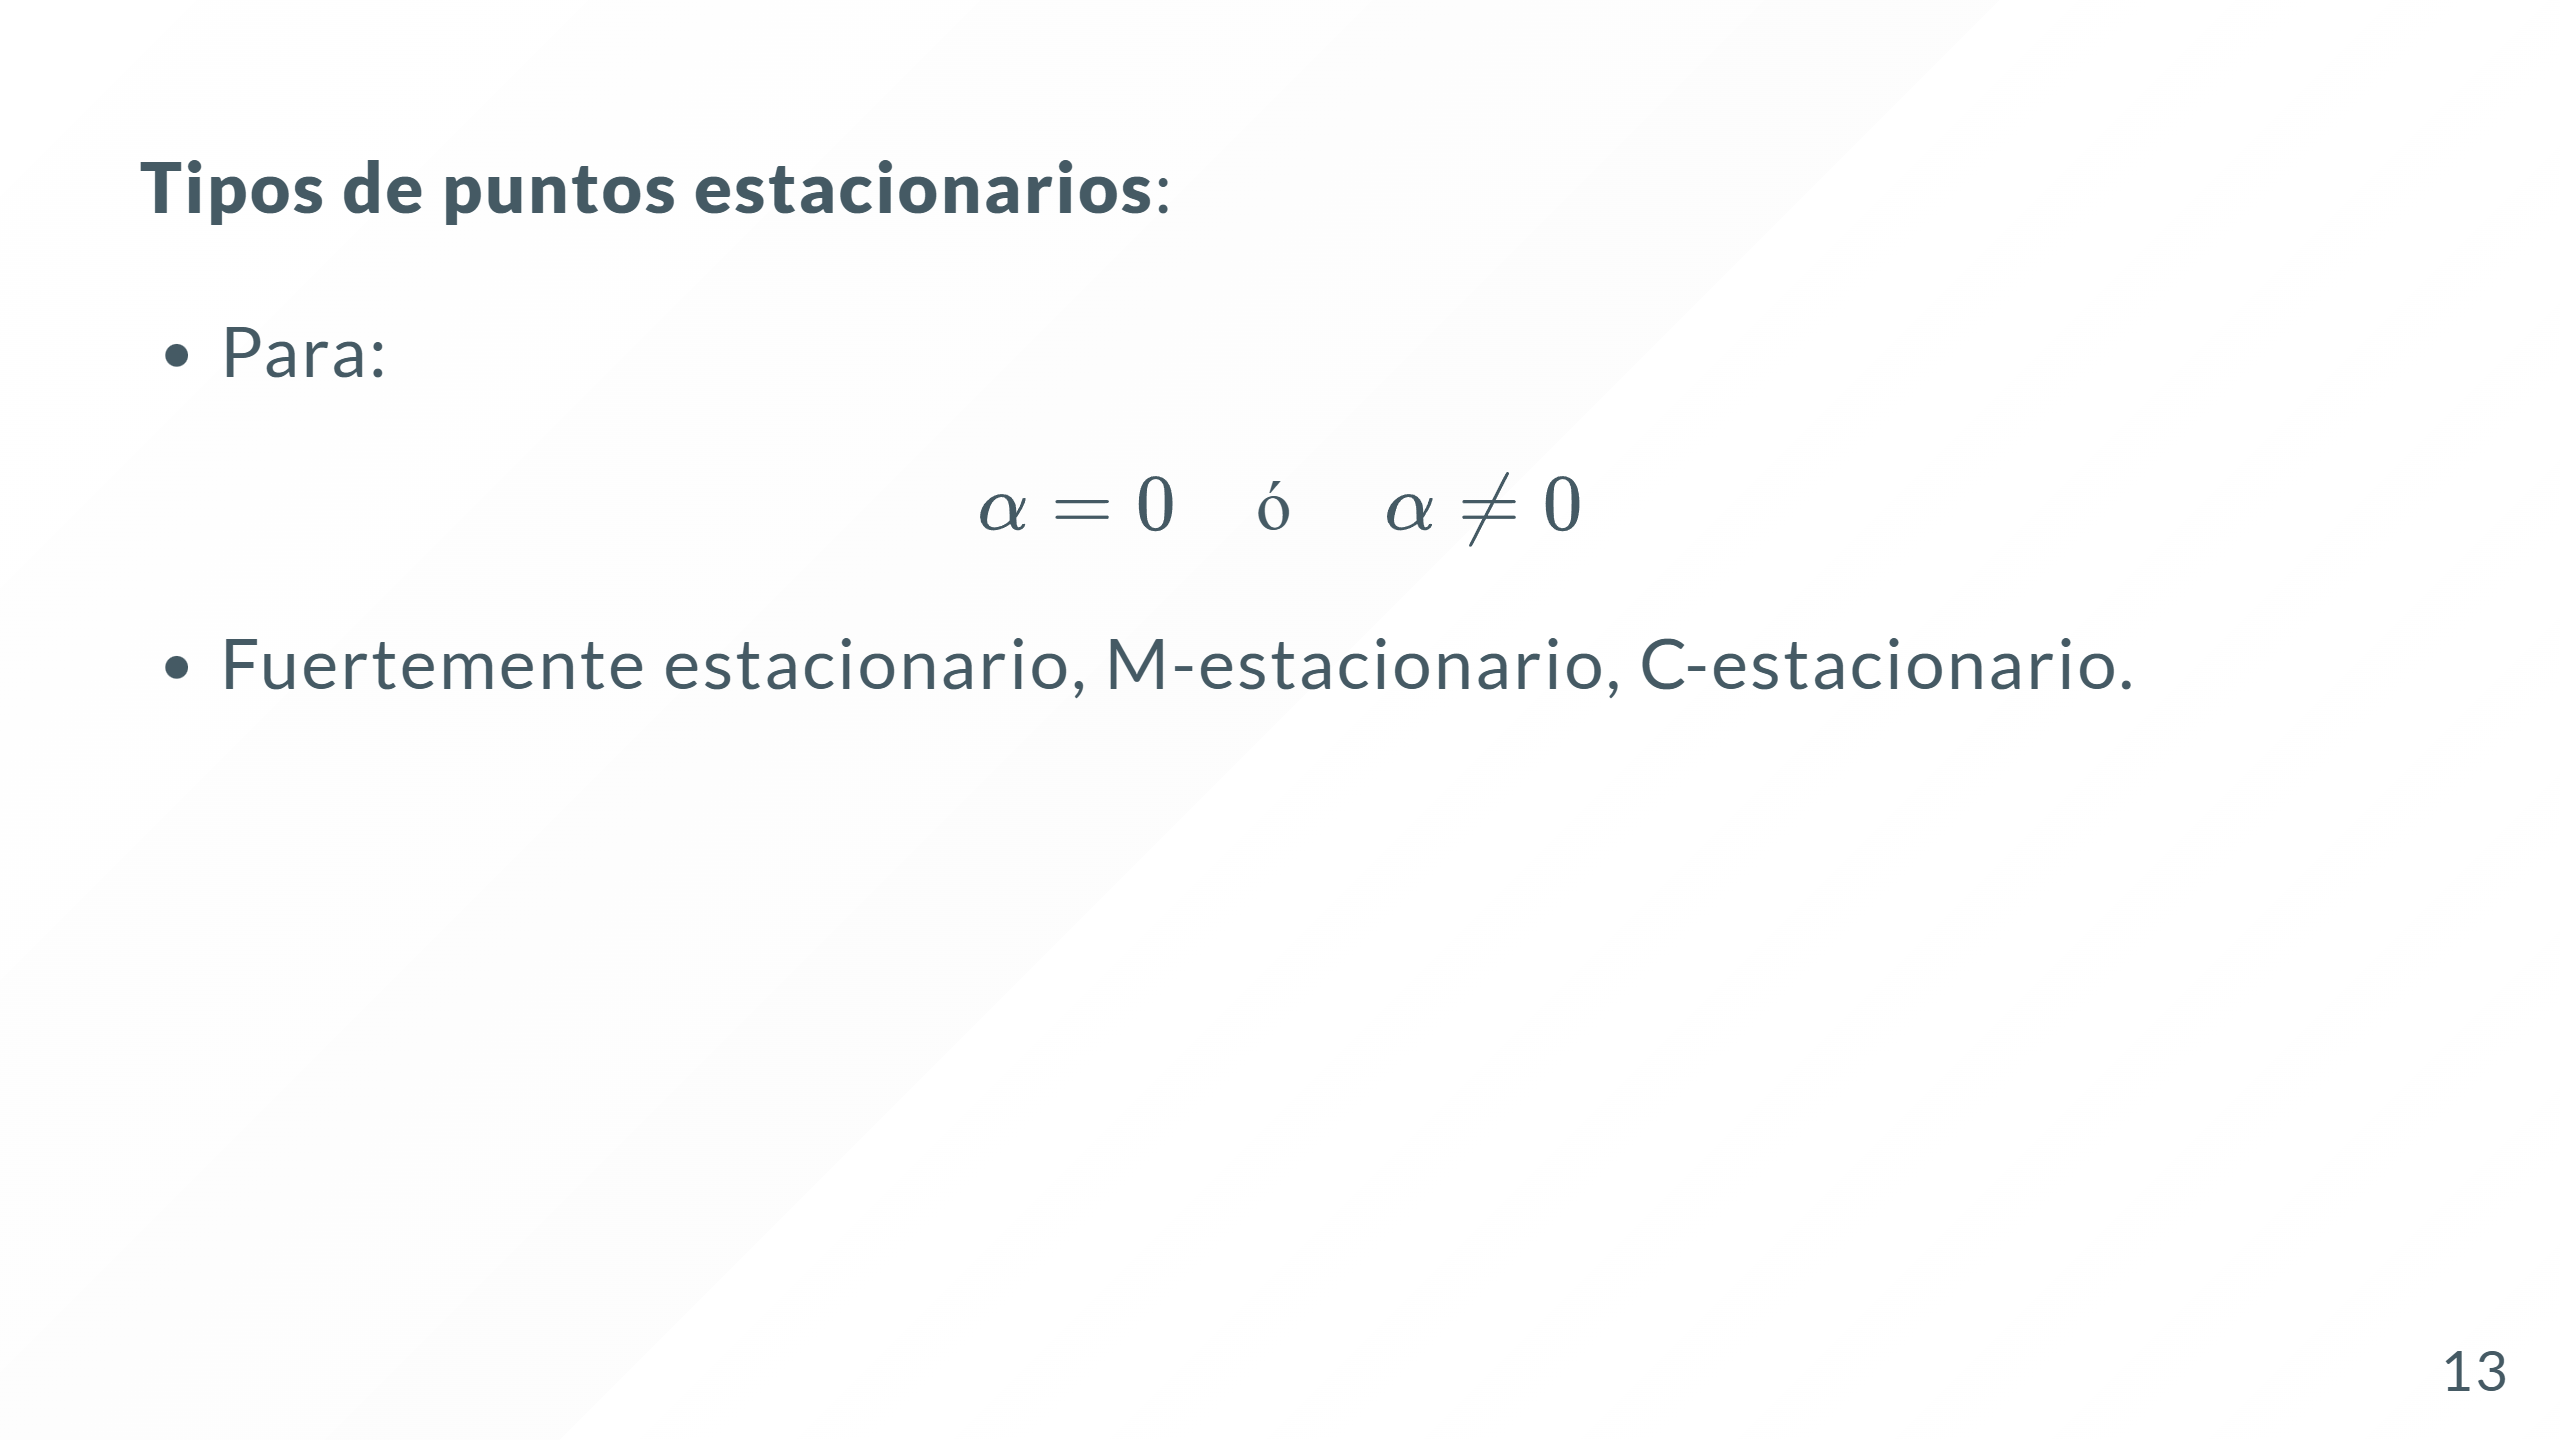 Tipos de puntos estacionarios:
• Para:
α = 0 ó α ≠ 0
• Fuertemente estacionario, M-estacionario, C-estacionario.
13